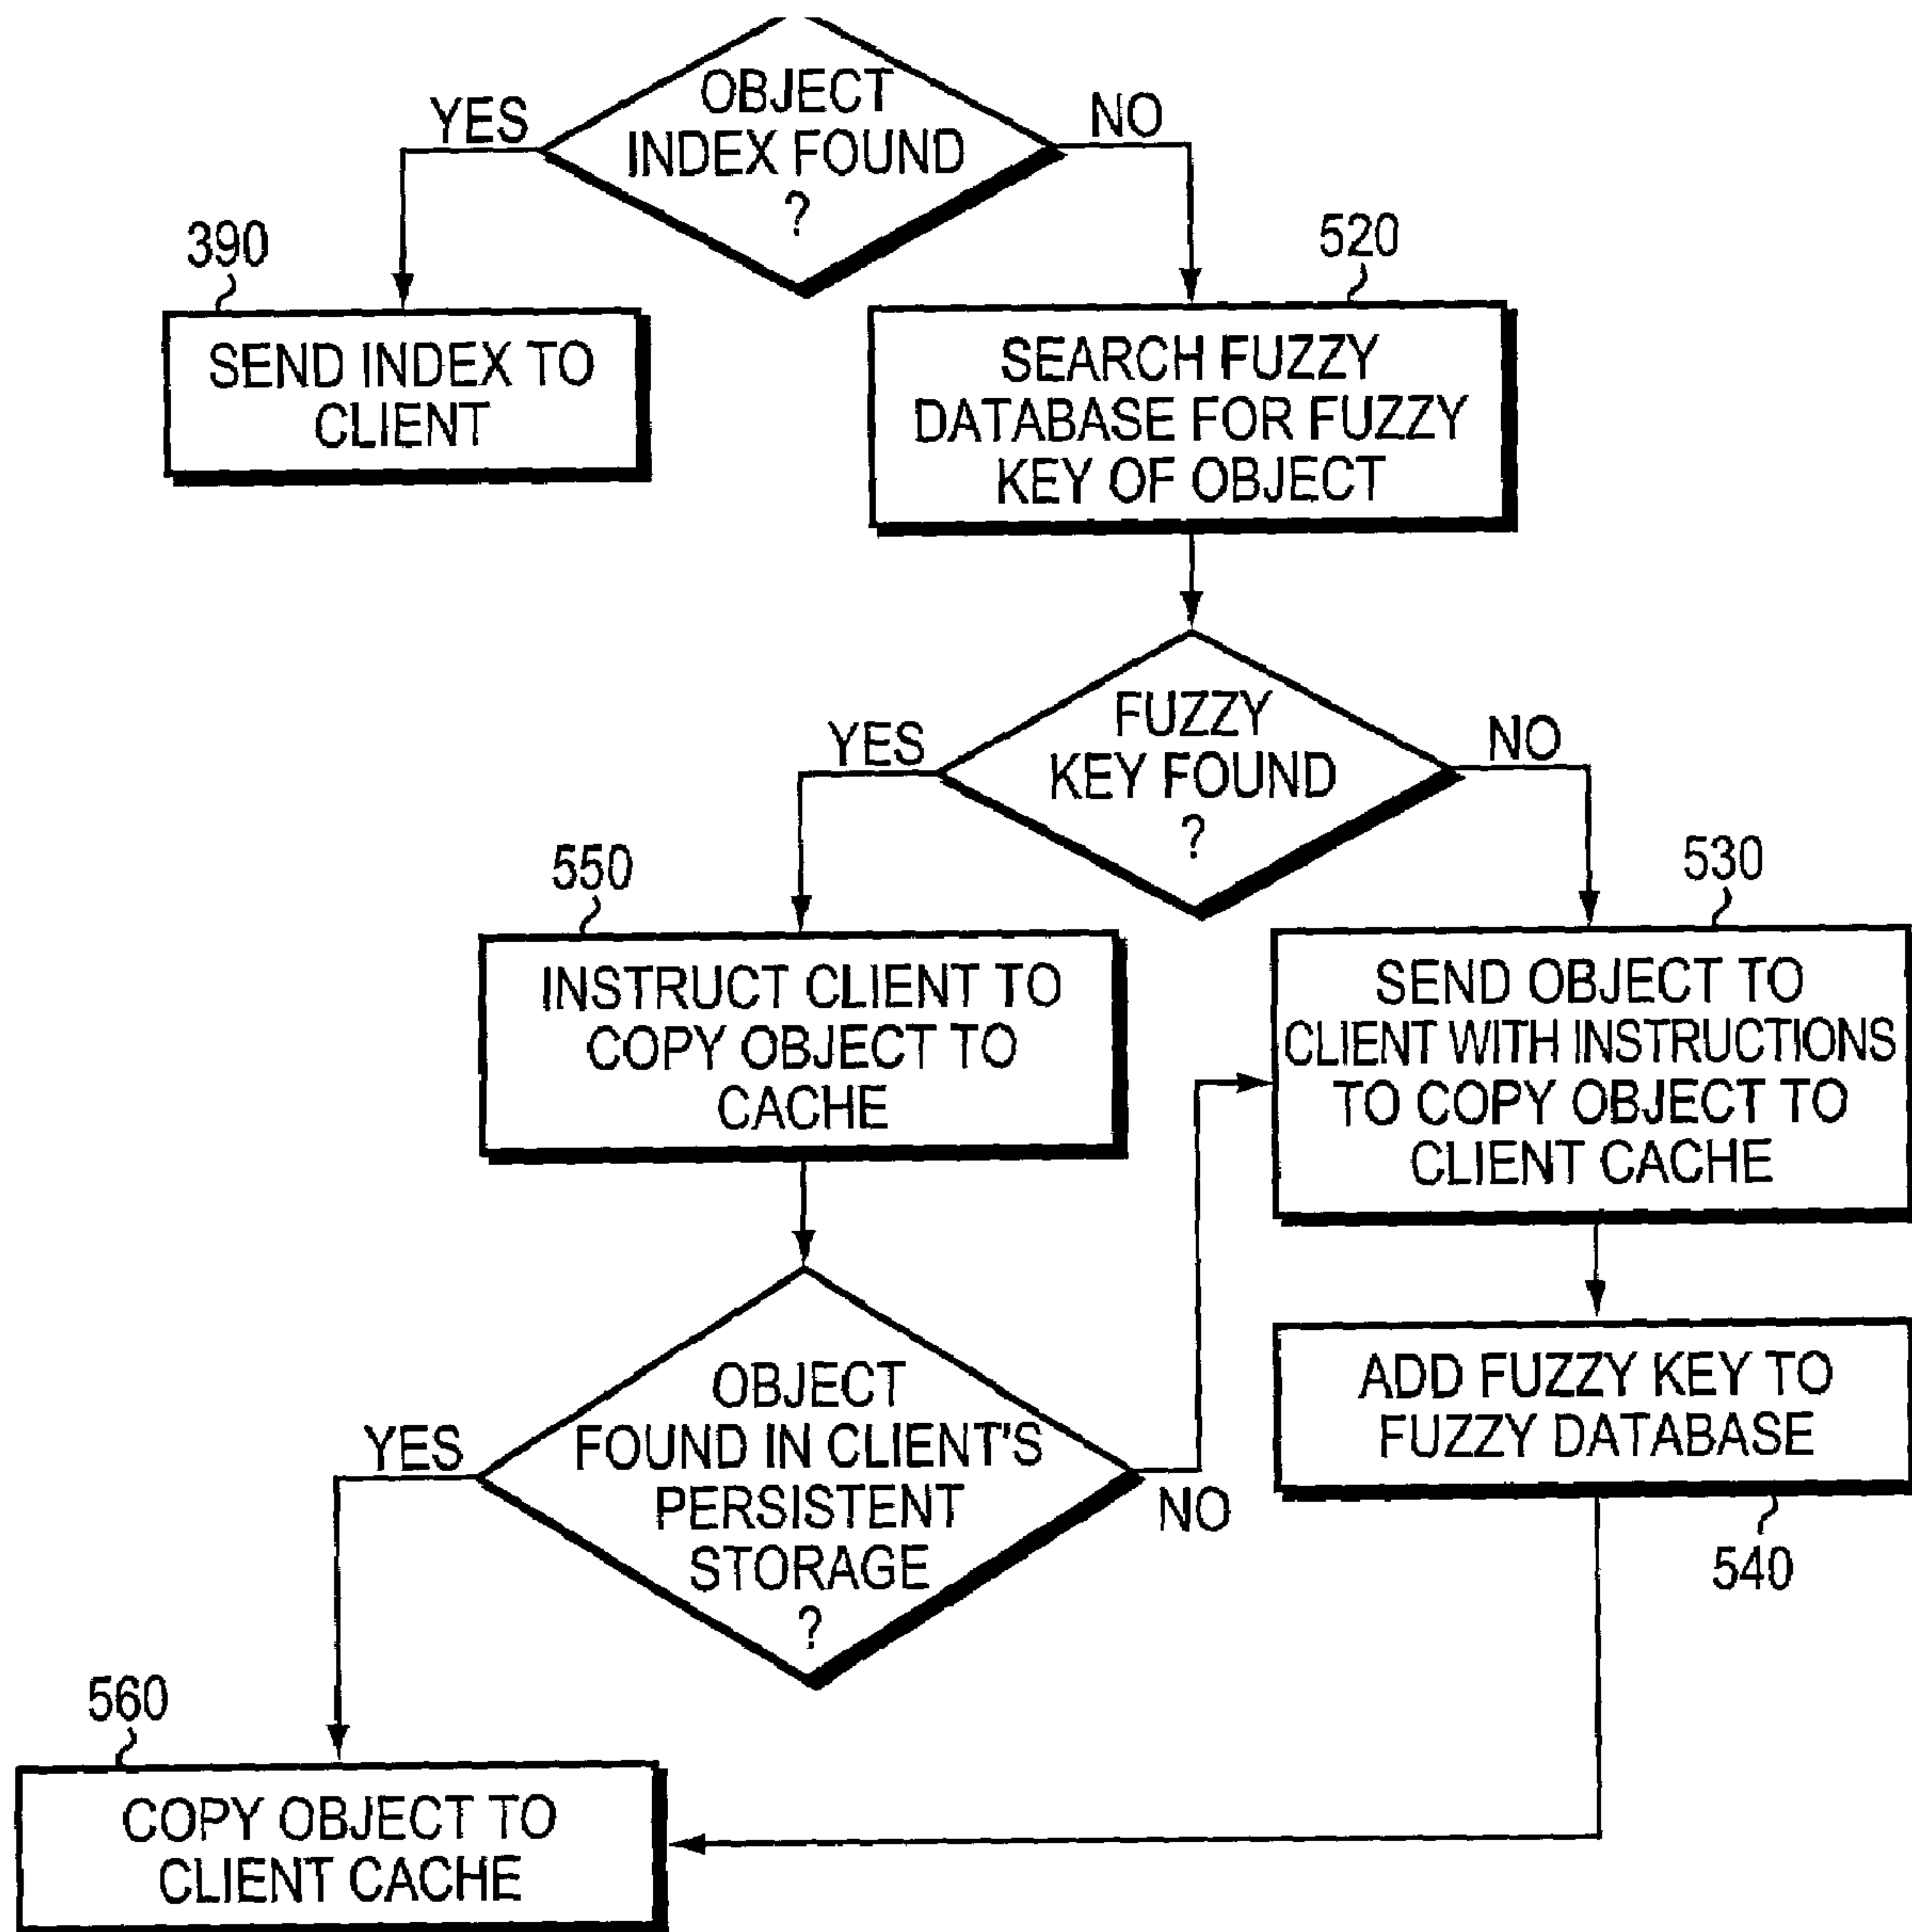 OBJECT
INDEX FOUND
?
YES
NO
390
SEND INDEX TO
CLIENT
520
SEARCH FUZZY
DATABASE FOR FUZZY
KEY OF OBJECT
FUZZY
KEY FOUND
?
YES
NO
550
INSTRUCT CLIENT TO
COPY OBJECT TO
CACHE
530
SEND OBJECT TO
CLIENT WITH INSTRUCTIONS
TO COPY OBJECT TO
CLIENT CACHE
ADD FUZZY KEY TO
FUZZY DATABASE
540
OBJECT
FOUND IN CLIENT'S
PERSISTENT
STORAGE
?
YES
NO
560
COPY OBJECT TO
CLIENT CACHE